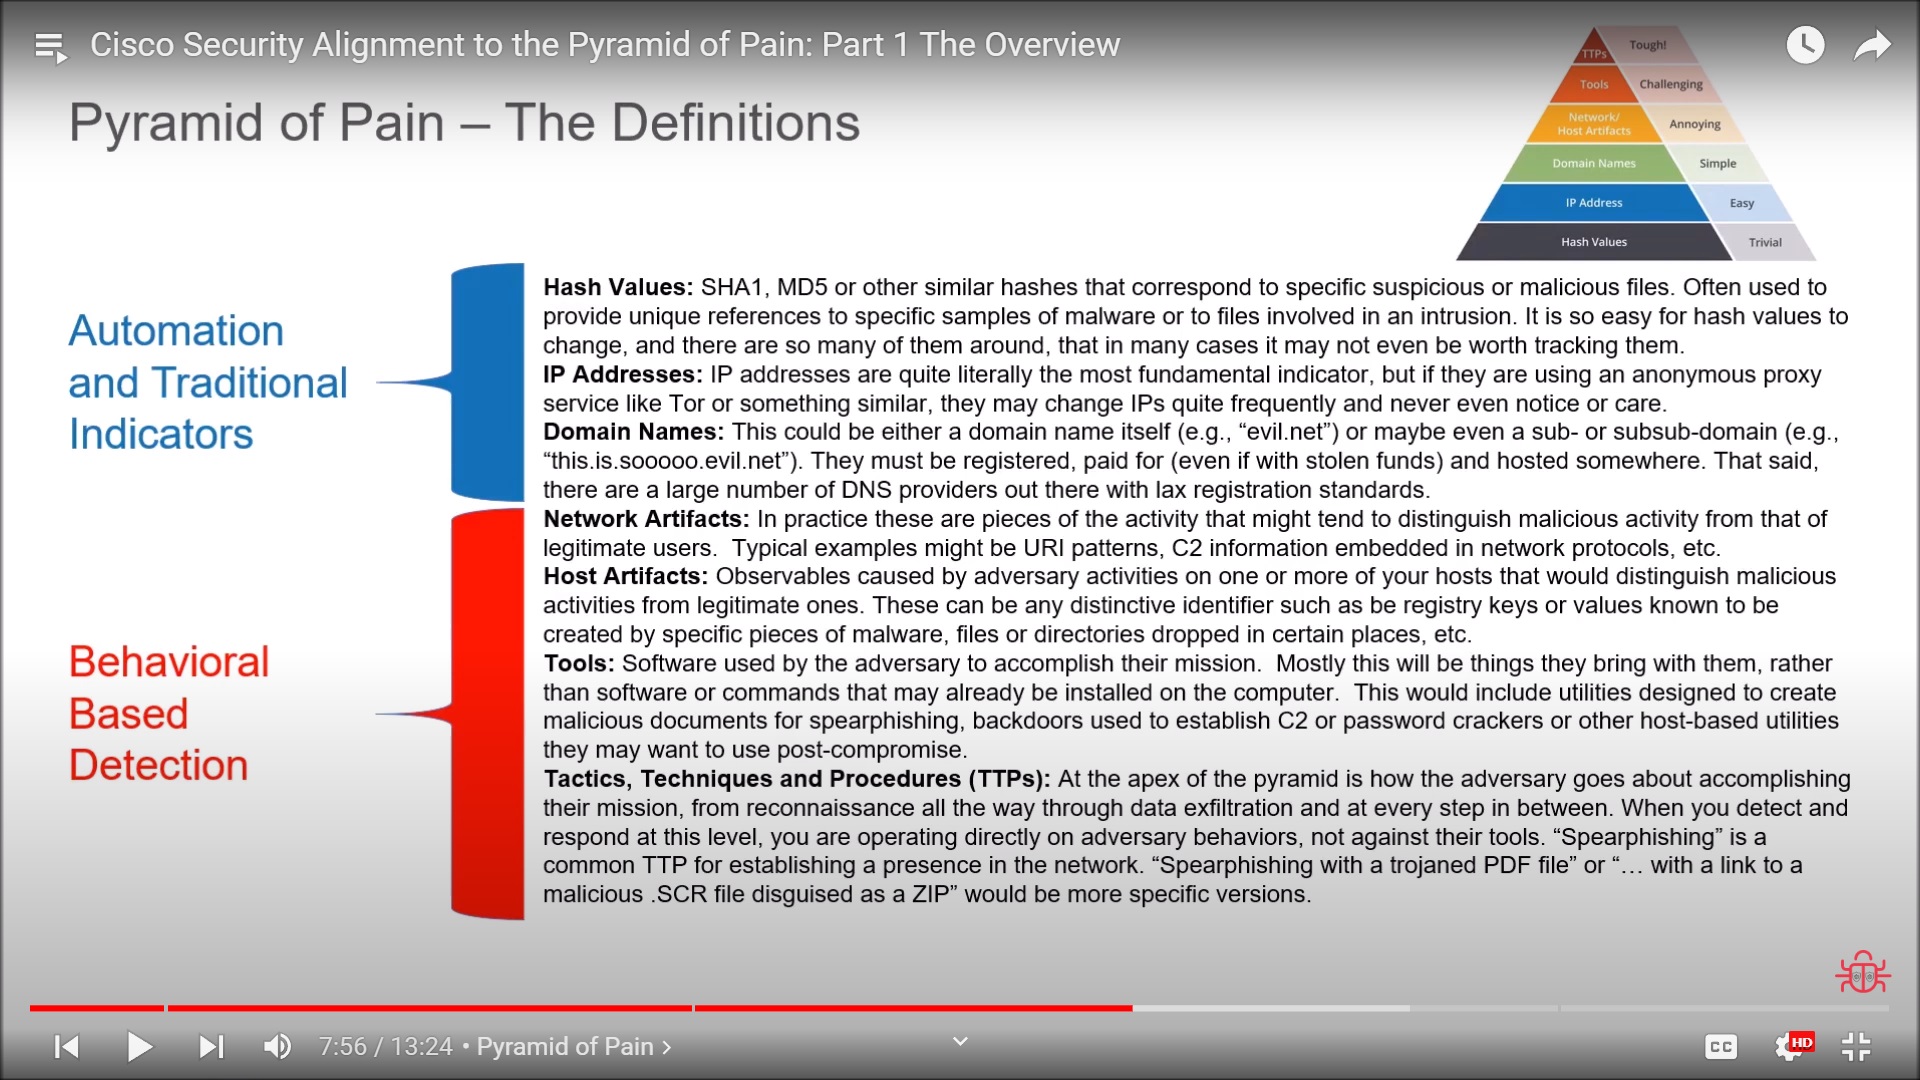 Cisco Security Alignment to the Pyramid of Pain: Part 1 The Overview
Pyramid of Pain – The Definitions
TTPs Tough!
Tools Challenging
Network/
Host Artifacts Annoying
Domain Names Simple
IP Address Easy
Hash Values Trivial
Automation
and Traditional
Indicators
Hash Values: SHA1, MD5 or other similar hashes that correspond to specific suspicious or malicious files. Often used to
provide unique references to specific samples of malware or to files involved in an intrusion. It is so easy for hash values to
change, and there are so many of them around, that in many cases it may not even be worth tracking them.
IP Addresses: IP addresses are quite literally the most fundamental indicator, but if they are using an anonymous proxy
service like Tor or something similar, they may change IPs quite frequently and never even notice or care.
Domain Names: This could be either a domain name itself (e.g., “evil.net”) or maybe even a sub- or subsub-domain (e.g.,
“this.is.sooooo.evil.net”). They must be registered, paid for (even if with stolen funds) and hosted somewhere. That said,
there are a large number of DNS providers out there with lax registration standards.
Behavioral
Based
Detection
Network Artifacts: In practice these are pieces of the activity that might tend to distinguish malicious activity from that of
legitimate users.  Typical examples might be URI patterns, C2 information embedded in network protocols, etc.
Host Artifacts: Observables caused by adversary activities on one or more of your hosts that would distinguish malicious
activities from legitimate ones. These can be any distinctive identifier such as be registry keys or values known to be
created by specific pieces of malware, files or directories dropped in certain places, etc.
Tools: Software used by the adversary to accomplish their mission.  Mostly this will be things they bring with them, rather
than software or commands that may already be installed on the computer.  This would include utilities designed to create
malicious documents for spearphishing, backdoors used to establish C2 or password crackers or other host-based utilities
they may want to use post-compromise.
Tactics, Techniques and Procedures (TTPs): At the apex of the pyramid is how the adversary goes about accomplishing
their mission, from reconnaissance all the way through data exfiltration and at every step in between. When you detect and
respond at this level, you are operating directly on adversary behaviors, not against their tools. “Spearphishing” is a
common TTP for establishing a presence in the network. “Spearphishing with a trojaned PDF file” or “… with a link to a
malicious .SCR file disguised as a ZIP” would be more specific versions.
7:56 / 13:24 • Pyramid of Pain
CC
HD